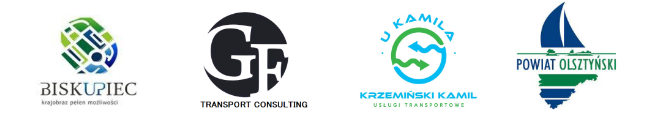 BISKUPIEC
krajobraz pełen możliwości
GF
TRANSPORT CONSULTING
U KAMILA
KRZEMIŃSKI KAMIL
USŁUGI TRANSPORTOWE
POWIAT OLSZTYŃSKI